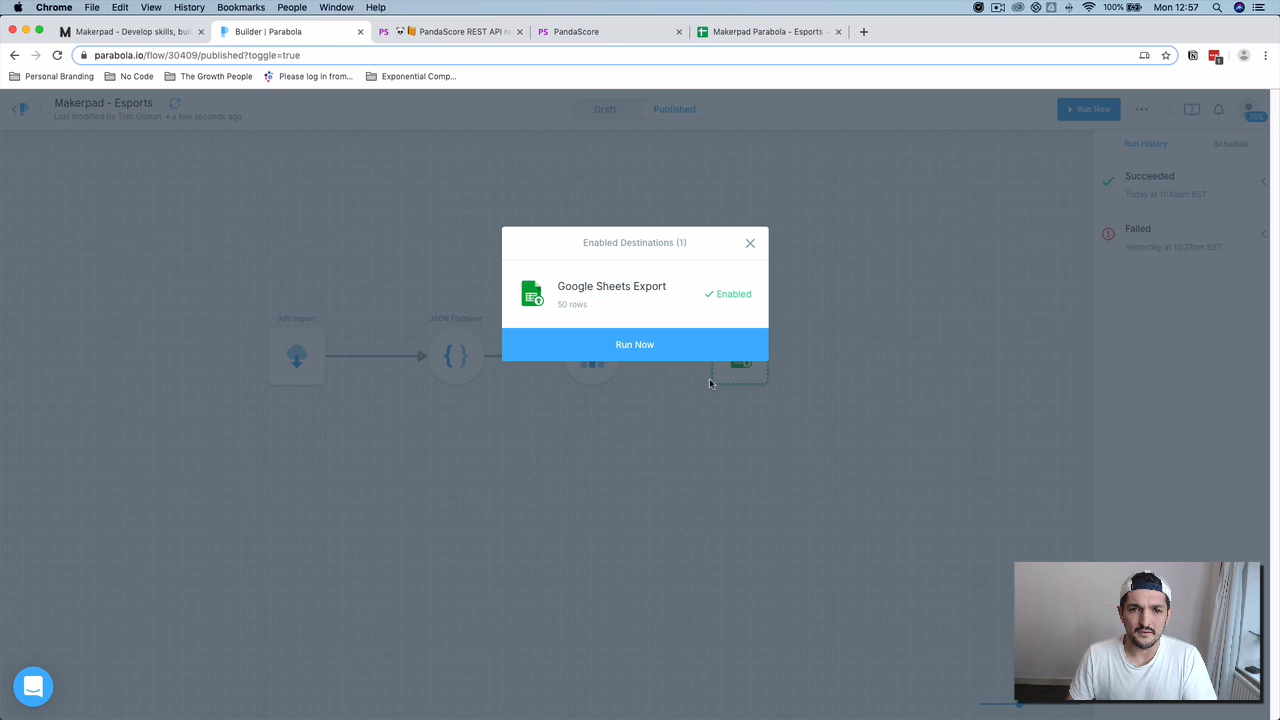 Chrome File Edit View History Bookmarks People Window Help 100% Mon 12:57
Makerpad - Develop skills, bui
Builder | Parabola
PS PandaScore REST API re
PS PandaScore
Makerpad Parabola - Esports -
parabola.io/flow/30409/published?toggle=true
Personal Branding No Code The Growth People Please log in from... Exponential Comp...
Makerpad - Esports
Last modified by Tom Osman • a few seconds ago
Draft Published
Run Now
75%
Run History Schedule
Succeeded
Today at 11:48am BST
Failed
Yesterday at 10:27pm BST
Enabled Destinations (1)
Google Sheets Export
50 rows
Enabled
Run Now
API Import
JSON Flattener